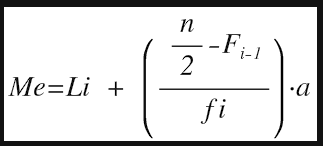 Me=Li + ( (n/2 -F_{i-1}) / fi ) ·a